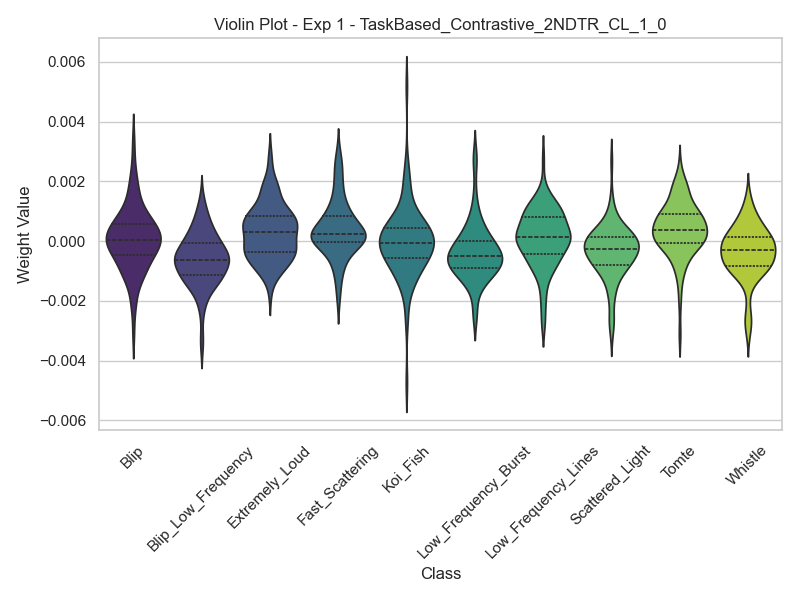 Violin Plot - Exp 1 - TaskBased_Contrastive_2NDTR_CL_1_0
Weight Value
0.006
0.004
0.002
0.000
−0.002
−0.004
−0.006
Blip
Blip_Low_Frequency
Extremely_Loud
Fast_Scattering
Koi_Fish
Low_Frequency_Burst
Low_Frequency_Lines
Scattered_Light
Tomte
Whistle
Class